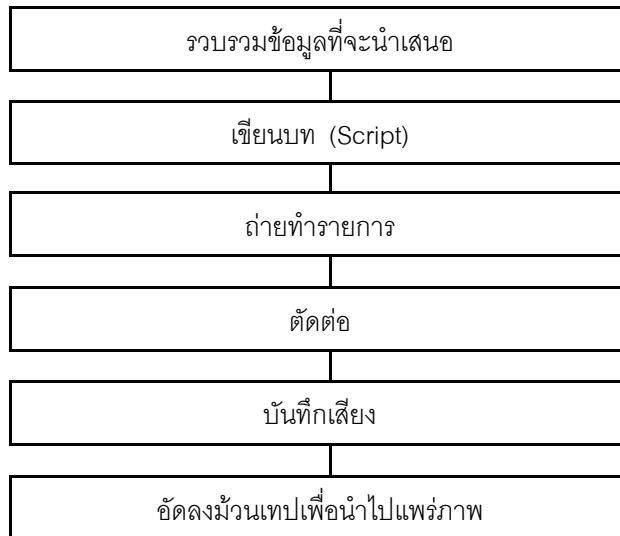 รวบรวมข้อมูลที่จะนำเสนอ
เขียนบท (Script)
ถ่ายทำรายการ
ตัดต่อ
บันทึกเสียง
อัดลงม้วนเทปเพื่อนำไปแพร่ภาพ